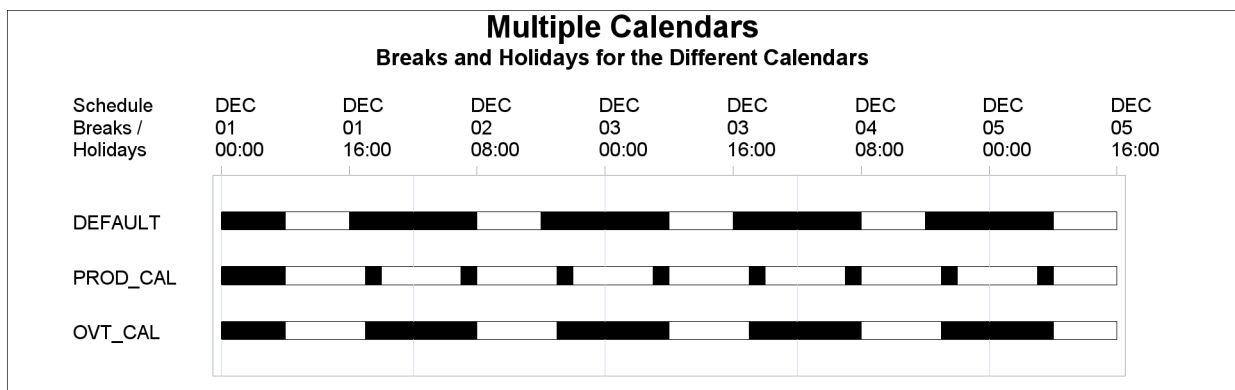 Multiple Calendars
Breaks and Holidays for the Different Calendars
Schedule DEC DEC DEC DEC DEC DEC DEC DEC
Breaks / 01 01 02 03 03 04 05 05
Holidays 00:00 16:00 08:00 00:00 16:00 08:00 00:00 16:00
DEFAULT
PROD_CAL
OVT_CAL